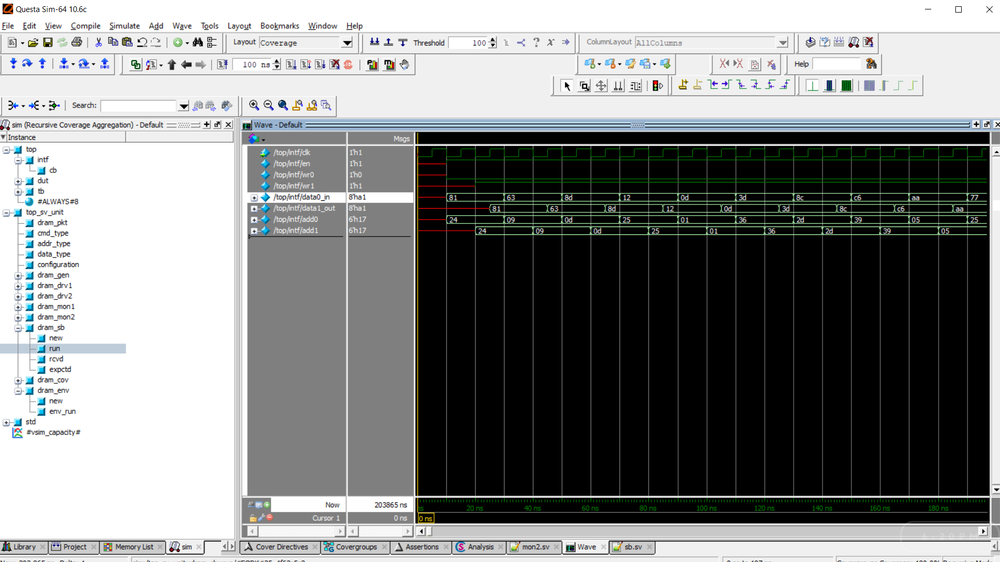 Questa Sim-64 10.6c
File Edit View Compile Simulate Add Wave Tools Layout Bookmarks Window Help
Layout Coverage Threshold 100 ColumnLayout AllColumns
100 ns Help
Search:
sim (Recursive Coverage Aggregation) - Default
Wave - Default
Instance
Msgs
top
intf
cb
dut
tb
#ALWAYS#8
top_sv_unit
dram_pkt
cmd_type
addr_type
data_type
configuration
dram_gen
dram_drv1
dram_drv2
dram_mon1
dram_mon2
dram_sb
new
run
rcvd
expctd
dram_cov
dram_env
new
env_run
std
#vsim_capacity#
/top/intf/clk 1'h1
/top/intf/en 1'h1
/top/intf/wr0 1'h0
/top/intf/wr1 1'h1
/top/intf/data0_in 8'ha1 81 63 8d 12 0d 3d 8c c6 aa 77
/top/intf/data1_out 8'ha1 81 63 8d 12 0d 3d 8c c6 aa
/top/intf/add0 6'h17 24 09 0d 25 01 36 2d 39 05 25
/top/intf/add1 6'h17 24 09 0d 25 01 36 2d 39 05
Now 203865 ns ns 20 ns 40 ns 60 ns 80 ns 100 ns 120 ns 140 ns 160 ns 180 ns
Cursor 1 0 ns 0 ns
Library Project Memory List sim Cover Directives Covergroups Assertions Analysis mon2.sv Wave sb.sv